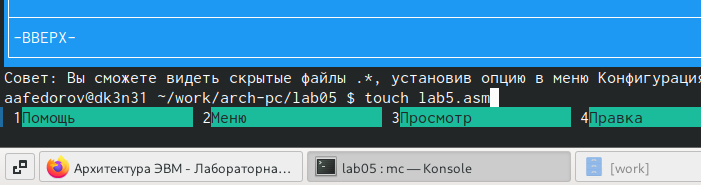 -ВВЕРХ-
Совет: Вы сможете видеть скрытые файлы .*, установив опцию в меню Конфигурация
aafedorov@dk3n31 ~/work/arch-pc/lab05 $ touch lab5.asm
1Помощь 2Меню 3Просмотр 4Правка
Архитектура ЭВМ - Лабораторна... lab05 : mc — Konsole [work]